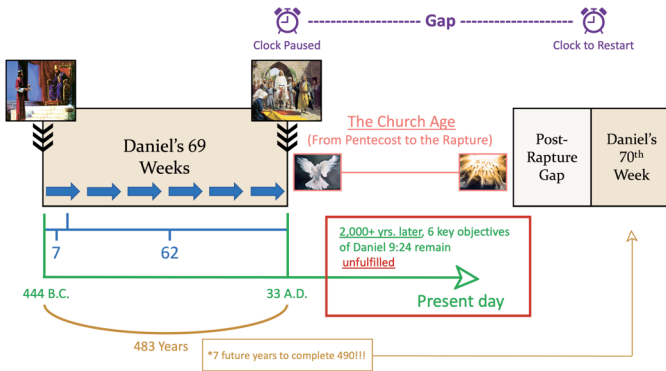 Gap
Clock Paused
Clock to Restart
The Church Age
(From Pentecost to the Rapture)
Daniel's 69
Weeks
Post-
Rapture
Gap
Daniel's
70th
Week
7
62
2,000+ yrs. later, 6 key objectives
of Daniel 9:24 remain
unfulfilled
Present day
444 B.C.
33 A.D.
483 Years
*7 future years to complete 490!!!